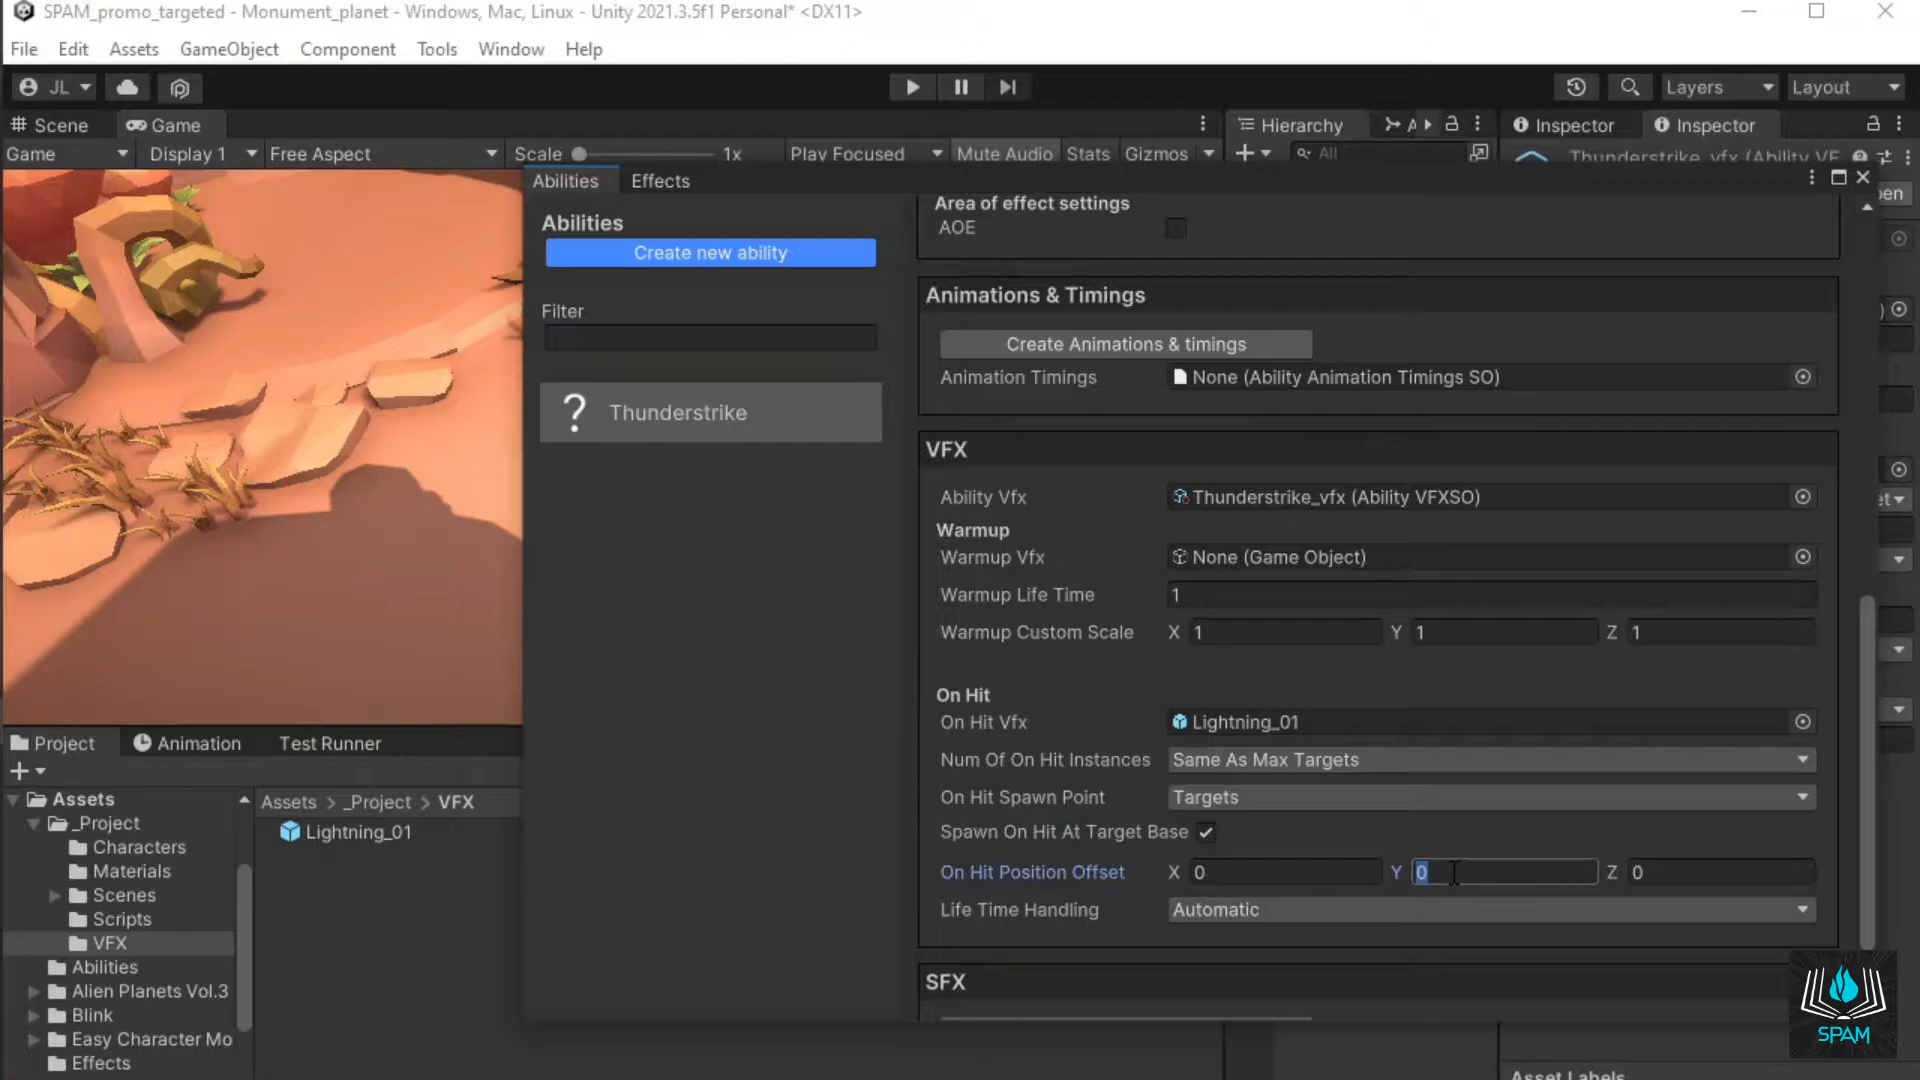 SPAM_promo_targeted - Monument_planet - Windows, Mac, Linux - Unity 2021.3.5f1 Personal* <DX11>
File Edit Assets GameObject Component Tools Window Help
JL Layers Layout
Scene Game Hierarchy A Inspector Inspector
Game Display 1 Free Aspect Scale 1x Play Focused Mute Audio Stats Gizmos All Thunderstrike_vfx (Ability VF
Abilities Effects
Abilities
Create new ability
Filter
Thunderstrike
Area of effect settings
AOE
Animations & Timings
Create Animations & timings
Animation Timings None (Ability Animation Timings SO)
VFX
Ability Vfx Thunderstrike_vfx (Ability VFXSO)
Warmup
Warmup Vfx None (Game Object)
Warmup Life Time 1
Warmup Custom Scale X 1 Y 1 Z 1
On Hit
On Hit Vfx Lightning_01
Num Of On Hit Instances Same As Max Targets
On Hit Spawn Point Targets
Spawn On Hit At Target Base
On Hit Position Offset X 0 Y 0 Z 0
Life Time Handling Automatic
SFX
Project Animation Test Runner
Assets
_Project
Characters
Materials
Scenes
Scripts
VFX
Abilities
Alien Planets Vol.3
Blink
Easy Character Mo
Effects
Assets > _Project > VFX
Lightning_01
pen
et
SPAM
Asset Labels